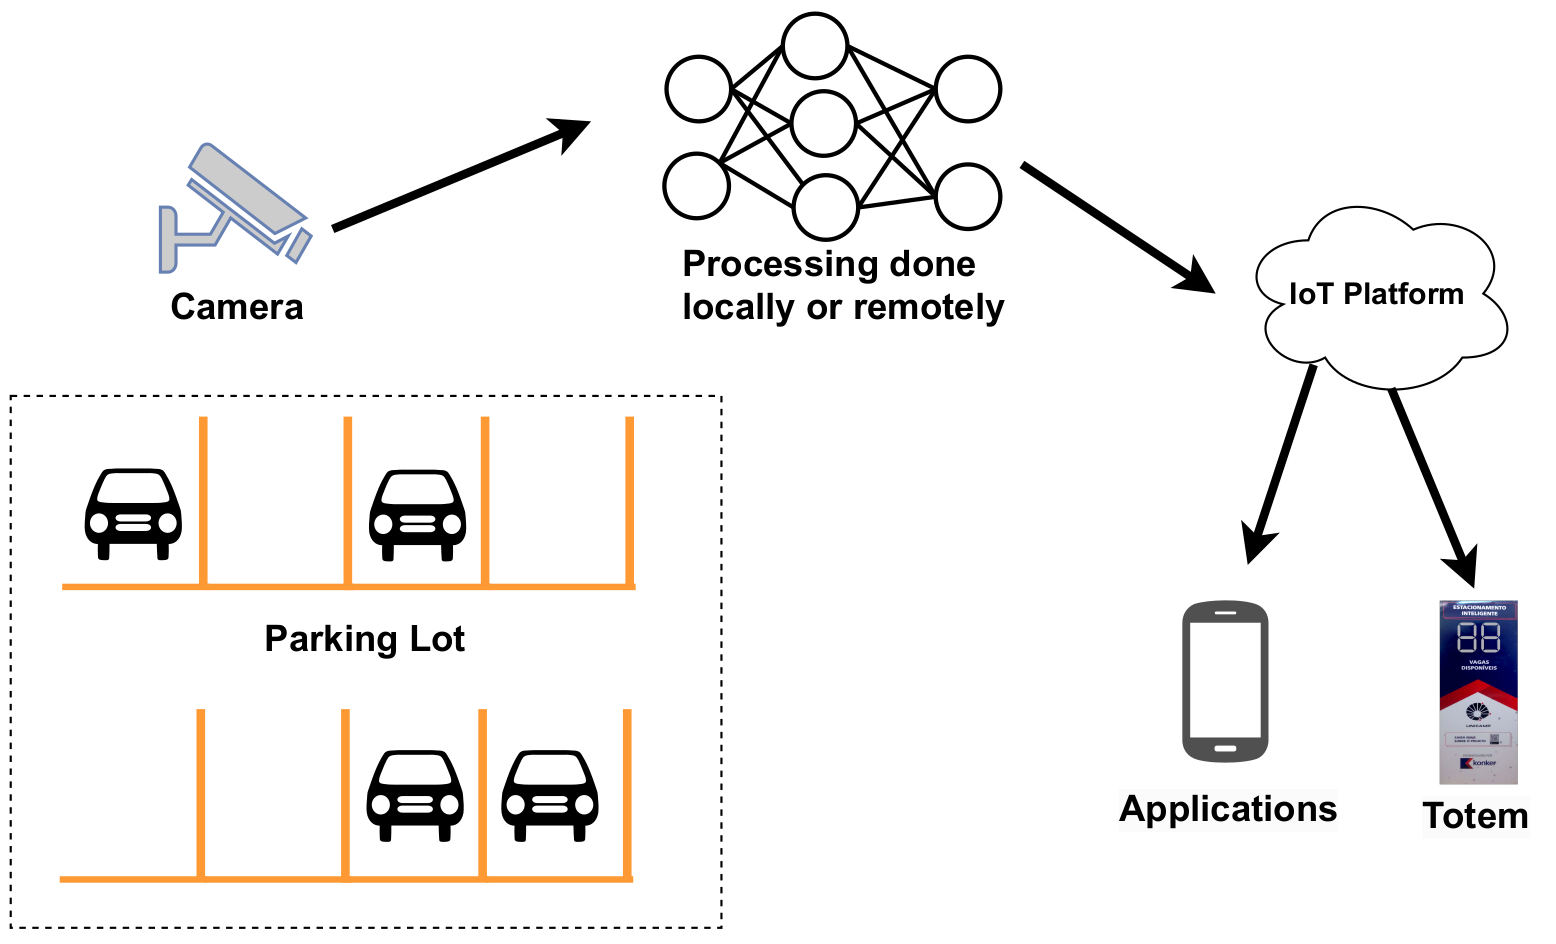 Camera
Processing done
locally or remotely
IoT Platform
Parking Lot
ESTACIONAMENTO
INTELIGENTE
88
VAGAS
DISPONÍVEIS
UNICAMP
konker
Applications
Totem